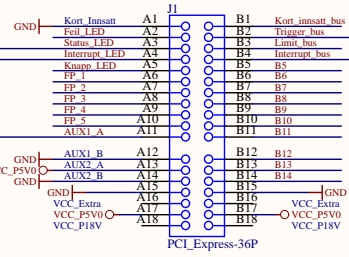 J1
GND Kort_Innsatt A1 B1 Kort_innsatt_bus
Feil_LED A2 B2 Trigger_bus
Status_LED A3 B3 Limit_bus
Interrupt_LED A4 B4 Interrupt_bus
Knapp_LED A5 B5 B5
FP_1 A6 B6 B6
FP_2 A7 B7 B7
FP_3 A8 B8 B8
FP_4 A9 B9 B9
FP_5 A10 B10 B10
AUX1_A A11 B11 B11
GND AUX1_B A12 B12 B12
CC_P5V0 AUX2_A A13 B13 B13
GND AUX2_B A14 B14 B14
GND A15 B15 GND
VCC_Extra A16 B16 VCC_Extra
VCC_P5V0 A17 B17 VCC_P5V0
VCC_P18V A18 B18 VCC_P18V
PCI_Express-36P